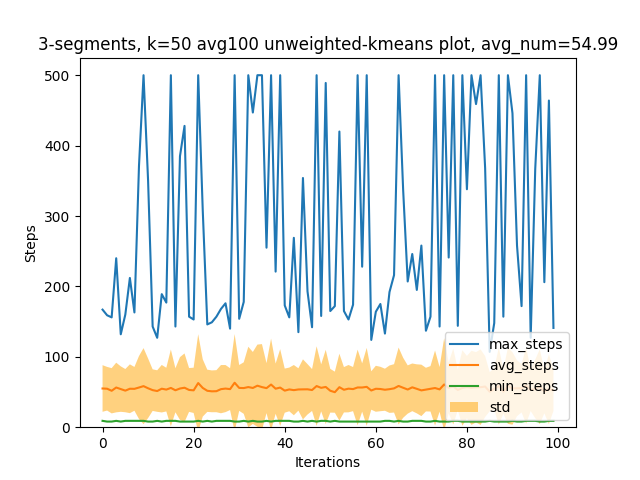 3-segments, k=50 avg100 unweighted-kmeans plot, avg_num=54.99
500
400
300
200
100
0
Steps
max_steps
avg_steps
min_steps
std
0
20
40
60
80
100
Iterations